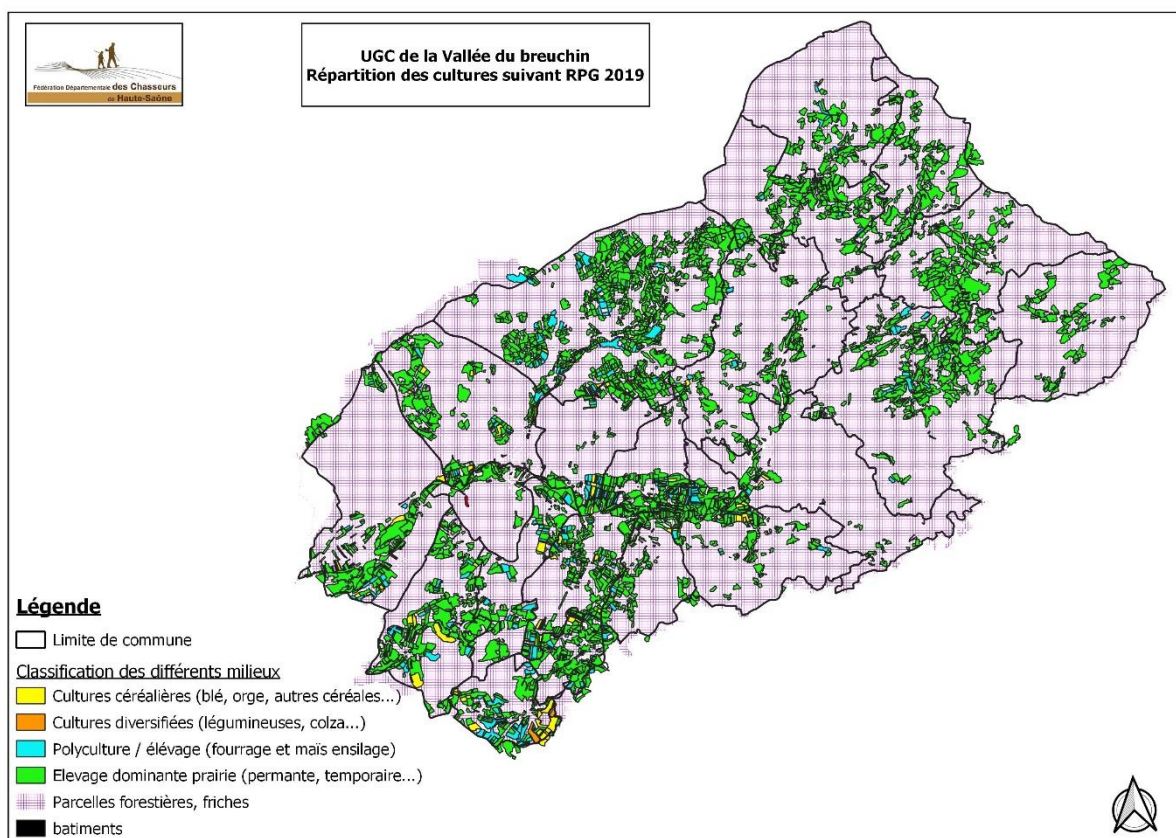 Fédération Départementale des Chasseurs
de Haute-Saône
UGC de la Vallée du breuchin
Répartition des cultures suivant RPG 2019
Légende
Limite de commune
Classification des différents milieux
Cultures céréalières (blé, orge, autres céréales...)
Cultures diversifiées (légumineuses, colza...)
Polyculture / élévage (fourrage et maïs ensilage)
Elevage dominante prairie (permante, temporaire...)
Parcelles forestières, friches
batiments